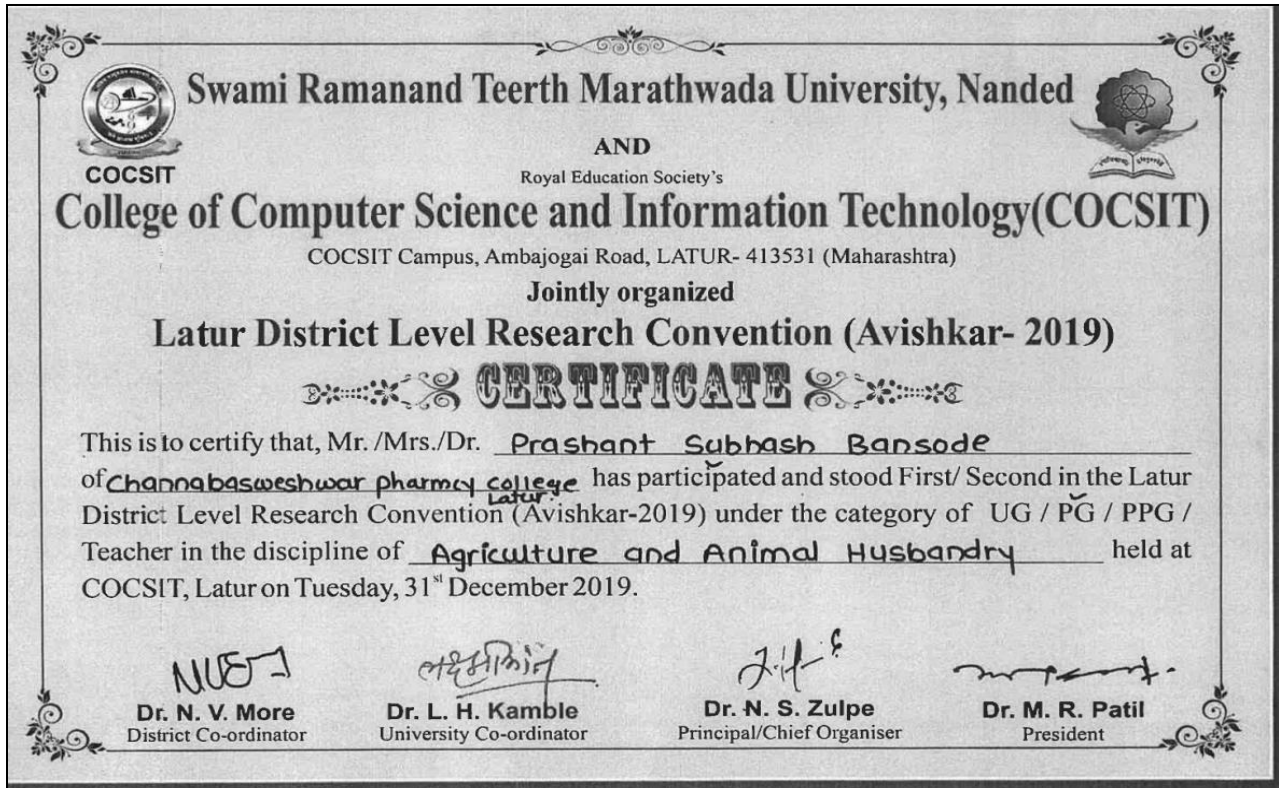 Swami Ramanand Teerth Marathwada University, Nanded
AND
COCSIT
Royal Education Society's
College of Computer Science and Information Technology(COCSIT)
COCSIT Campus, Ambajogai Road, LATUR- 413531 (Maharashtra)
Jointly organized
Latur District Level Research Convention (Avishkar- 2019)
CERTIFICATE
This is to certify that, Mr. /Mrs./Dr. Prashant Subhash Bansode
of Channabasweshwar pharmcy college has participated and stood First/ Second in the Latur
Latur.
District Level Research Convention (Avishkar-2019) under the category of UG / PG / PPG /
Teacher in the discipline of Agriculture and Animal Husbandry held at
COCSIT, Latur on Tuesday, 31st December 2019.
लक्ष्मीकांत
Dr. N. V. More
District Co-ordinator
Dr. L. H. Kamble
University Co-ordinator
Dr. N. S. Zulpe
Principal/Chief Organiser
Dr. M. R. Patil
President